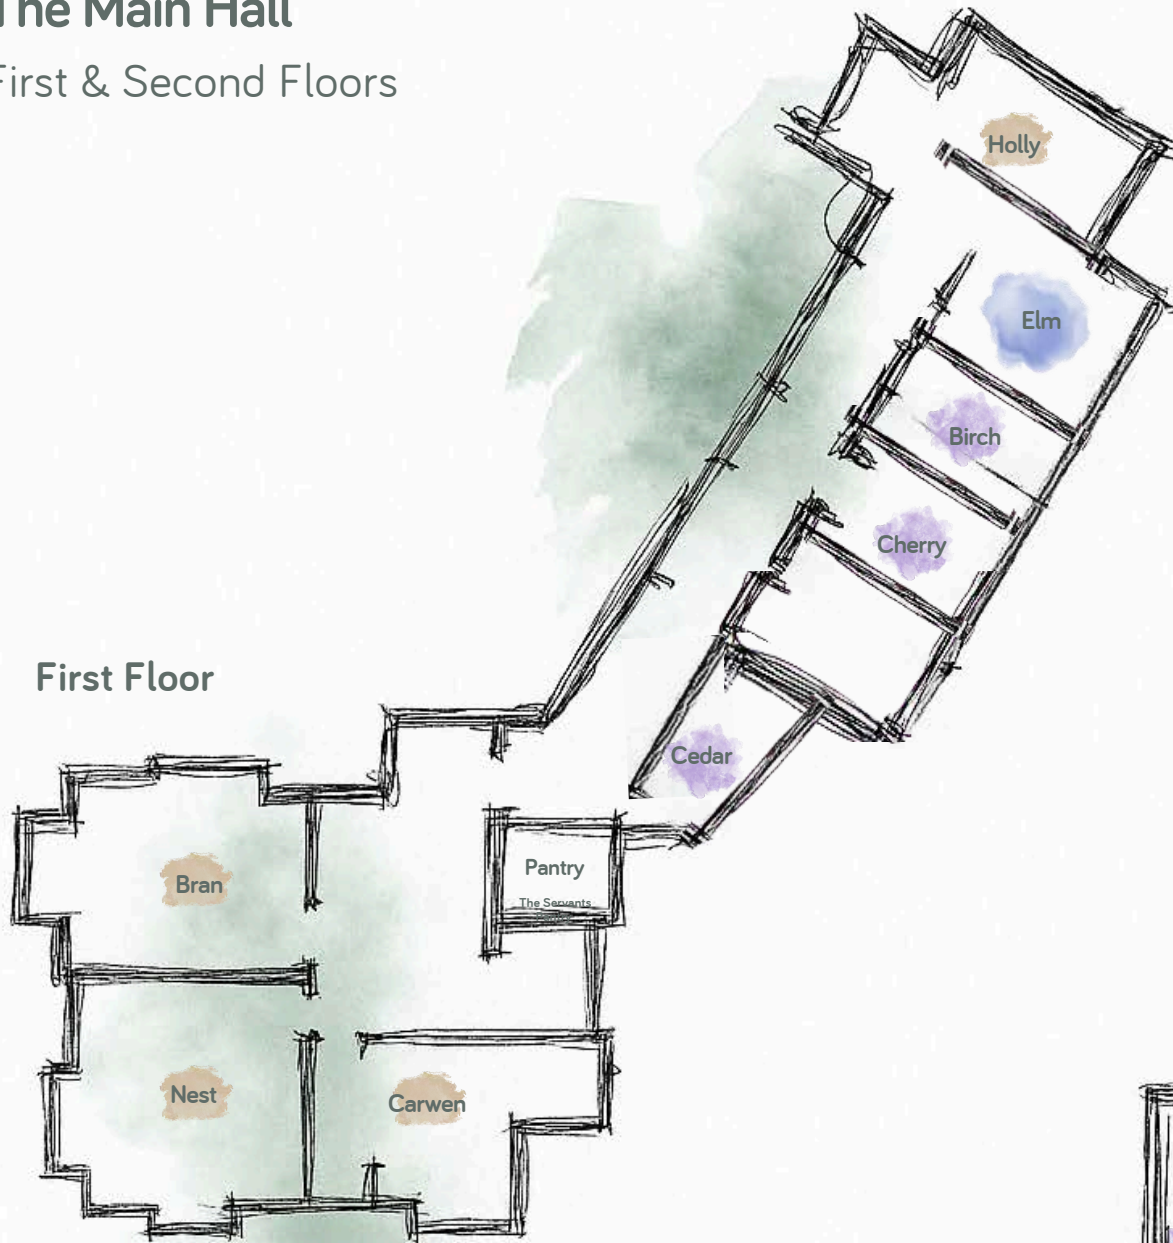 The Main Hall
First & Second Floors
Holly
Elm
Birch
Cherry
First Floor
Cedar
Pantry
The Servants
Bran
Nest
Carwen